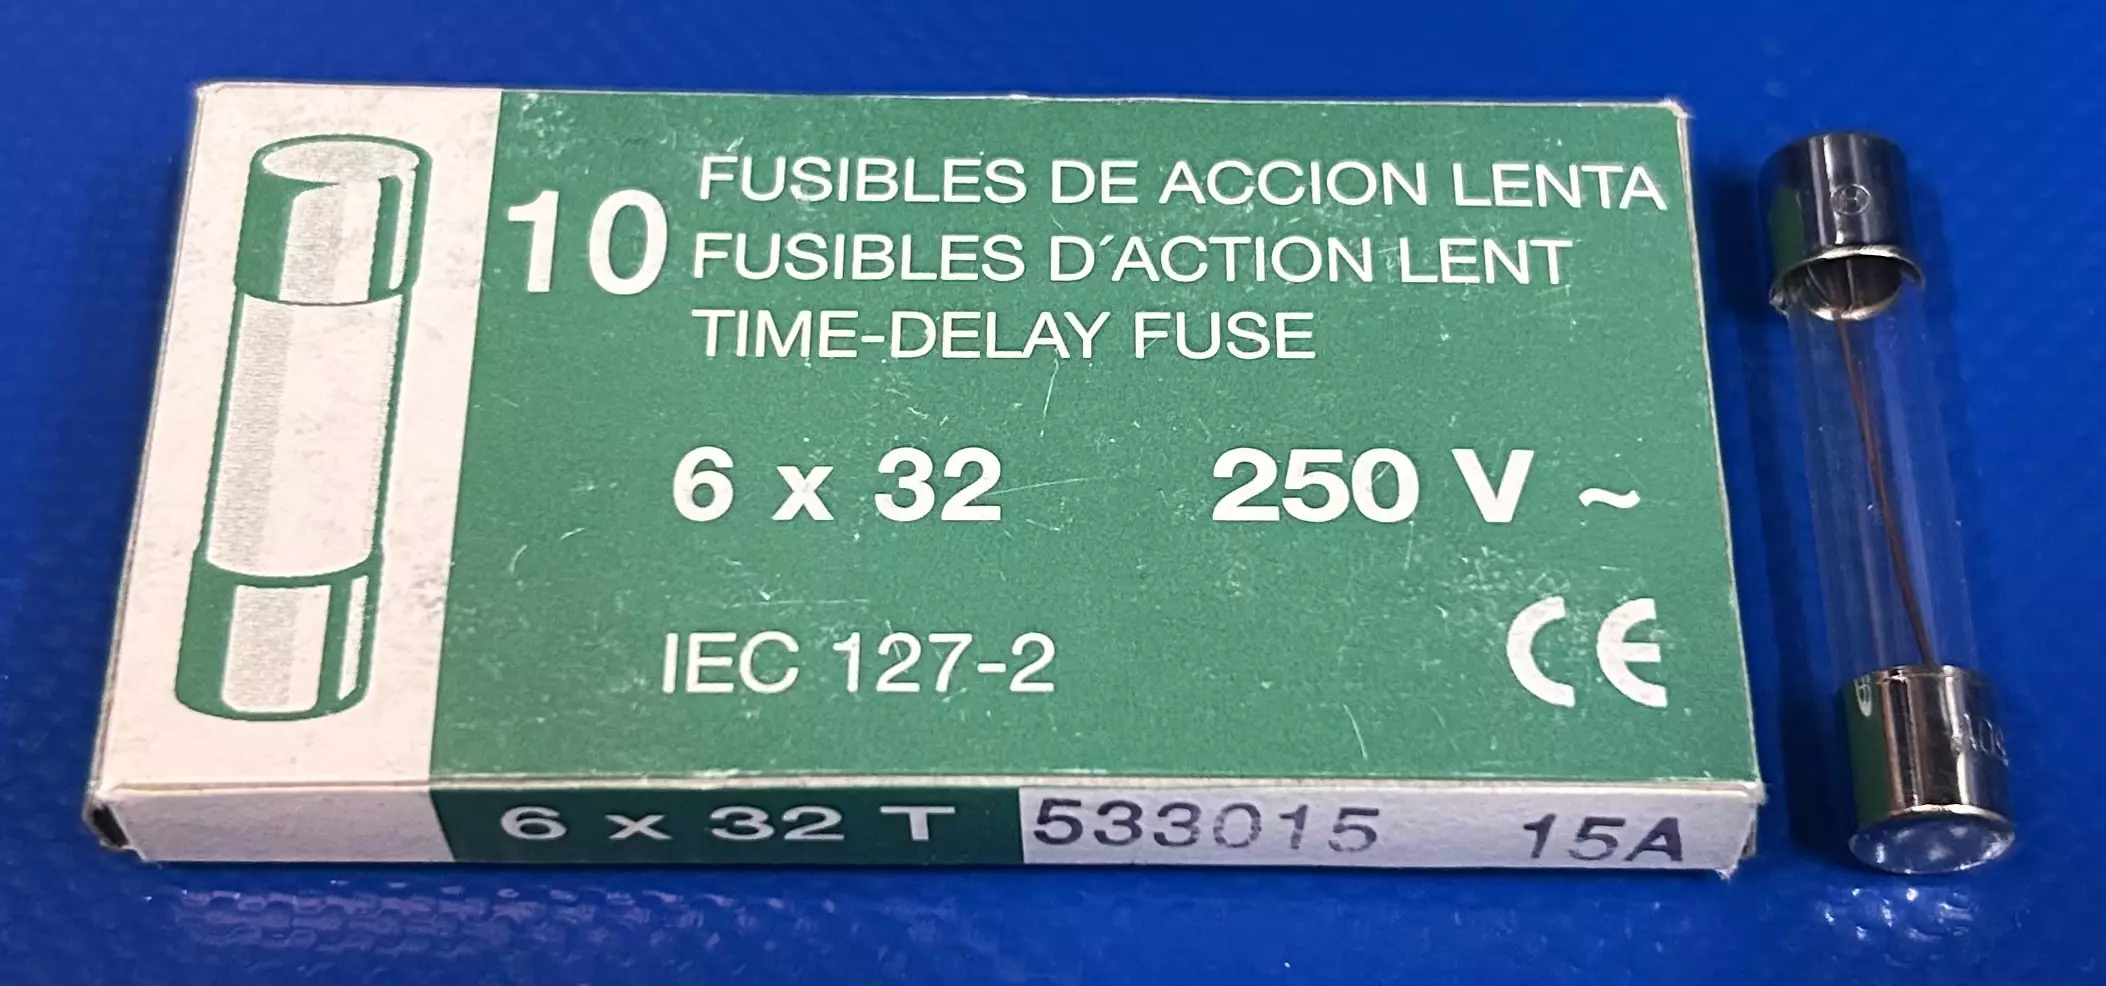 10
FUSIBLES DE ACCION LENTA
FUSIBLES D´ACTION LENT
TIME-DELAY FUSE
6 x 32 250 V ~
IEC 127-2 CE
6 x 32 T 533015 15A